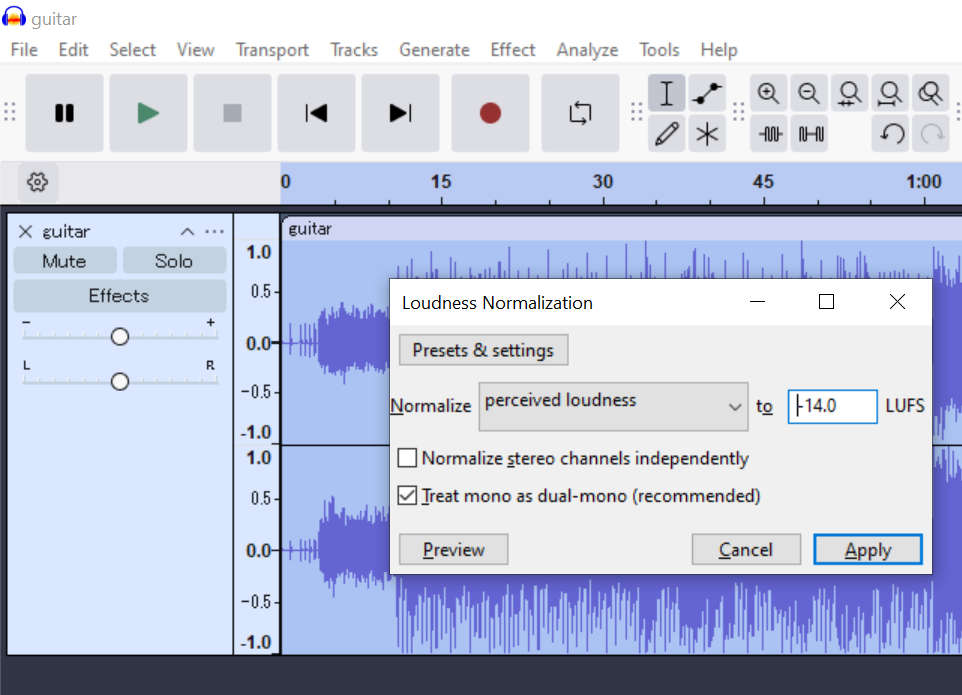 guitar
File Edit Select View Transport Tracks Generate Effect Analyze Tools Help
0 15 30 45 1:00
guitar
guitar
Mute Solo
Effects
- +
L R
1.0
0.5-
0.0-
-0.5-
-1.0
1.0
0.5-
0.0-
-0.5-
-1.0
Loudness Normalization
Presets & settings
Normalize perceived loudness to -14.0 LUFS
Normalize stereo channels independently
Treat mono as dual-mono (recommended)
Preview Cancel Apply